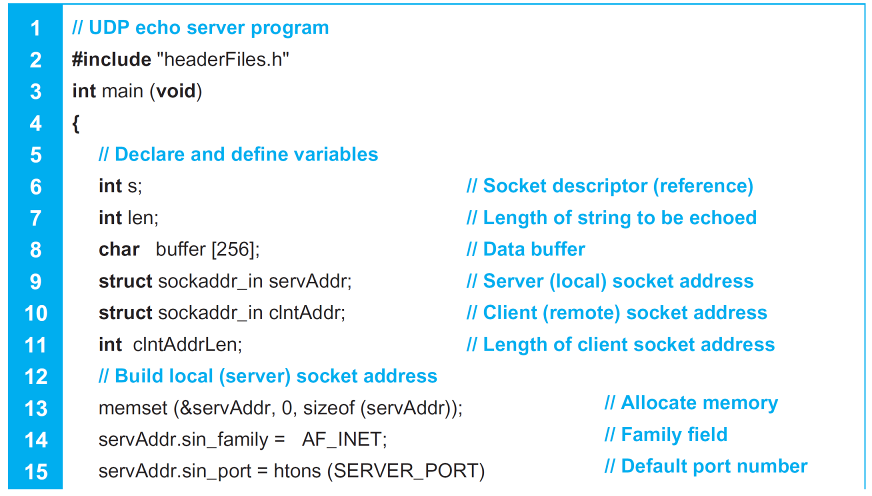 1 // UDP echo server program
2 #include "headerFiles.h"
3 int main (void)
4 {
5 // Declare and define variables
6 int s; // Socket descriptor (reference)
7 int len; // Length of string to be echoed
8 char buffer [256]; // Data buffer
9 struct sockaddr_in servAddr; // Server (local) socket address
10 struct sockaddr_in clntAddr; // Client (remote) socket address
11 int clntAddrLen; // Length of client socket address
12 // Build local (server) socket address
13 memset (&servAddr, 0, sizeof (servAddr)); // Allocate memory
14 servAddr.sin_family = AF_INET; // Family field
15 servAddr.sin_port = htons (SERVER_PORT) // Default port number